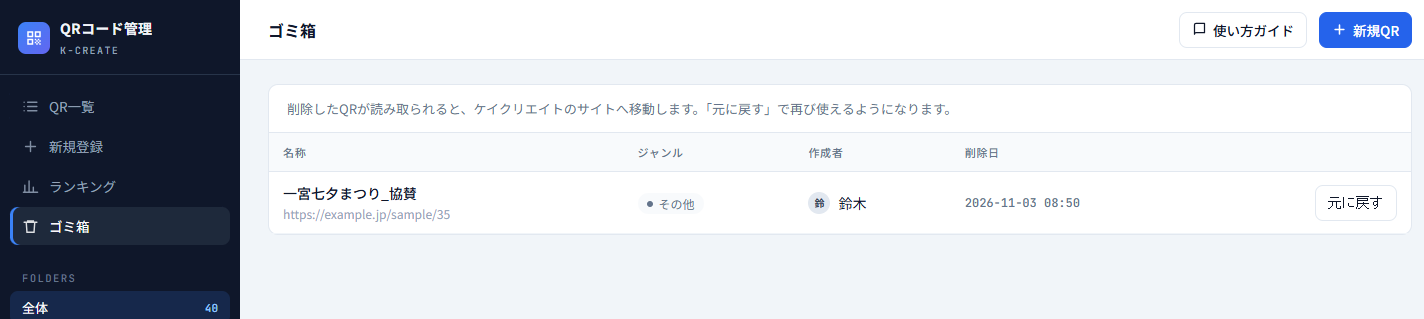 QRコード管理
K-CREATE
QR一覧
新規登録
ランキング
ゴミ箱
FOLDERS
全体 40
ゴミ箱
使い方ガイド
新規QR
削除したQRが読み取られると、ケイクリエイトのサイトへ移動します。「元に戻す」で再び使えるようになります。
名称 ジャンル 作成者 削除日
一宮七夕まつり_協賛
https://example.jp/sample/35
その他
鈴 鈴木
2026-11-03 08:50
元に戻す